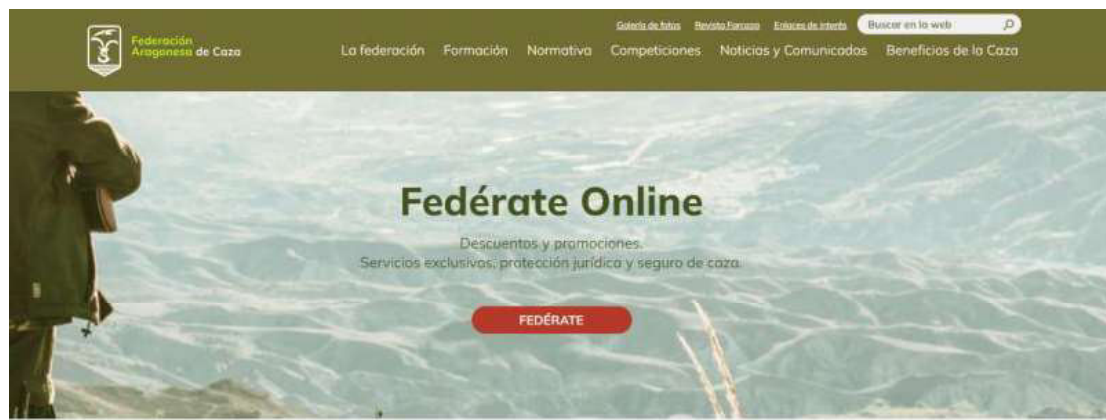 Galería de fotos Revista Farcaza Enlaces de interés Buscar en la web
Federación
Aragonesa de Caza
La federación Formación Normativa Competiciones Noticias y Comunicados Beneficios de la Caza
Fedérate Online
Descuentos y promociones.
Servicios exclusivos, protección jurídica y seguro de caza.
FEDÉRATE